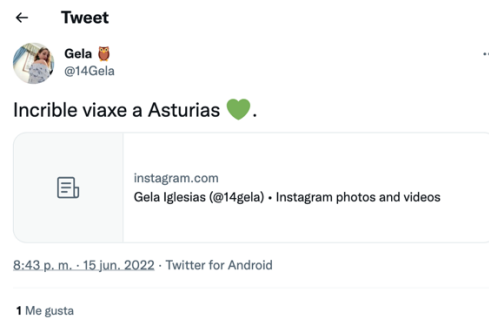 Tweet
Gela 🦉
@14Gela
Incrible viaxe a Asturias 💚.
instagram.com
Gela Iglesias (@14gela) • Instagram photos and videos
8:43 p. m. · 15 jun. 2022 · Twitter for Android
1 Me gusta